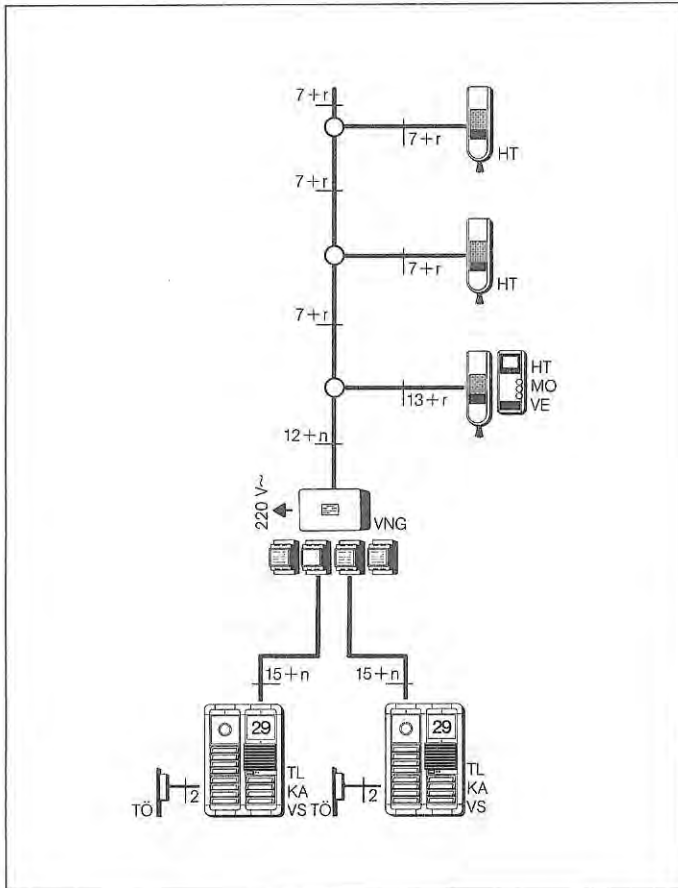 7+r
7+r
HT
7+r
7+r
HT
7+r
HT
MO
VE
13+r
12+n
220 V~
VNG
15+n
15+n
29
29
TL
KA
VS
TÖ
2
TL
KA
VS
TÖ
2